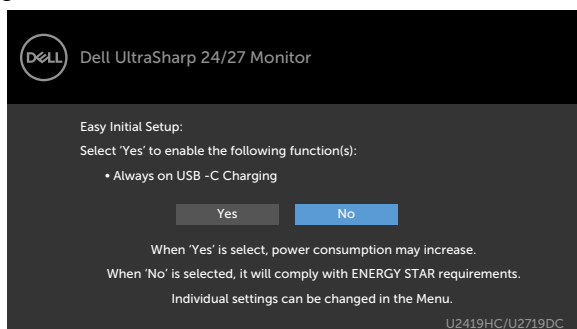 DELL
Dell UltraSharp 24/27 Monitor
Easy Initial Setup:
Select ‘Yes’ to enable the following function(s):
• Always on USB -C Charging
Yes No
When ‘Yes’ is select, power consumption may increase.
When ‘No’ is selected, it will comply with ENERGY STAR requirements.
Individual settings can be changed in the Menu.
U2419HC/U2719DC